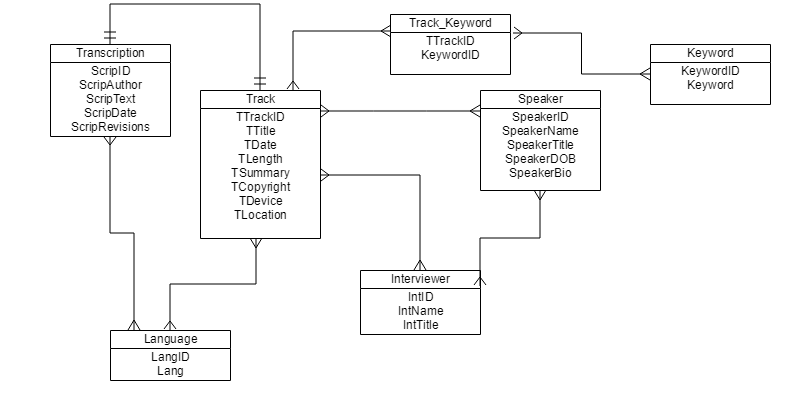 Track_Keyword
TTrackID
KeywordID
Transcription
ScripID
ScripAuthor
ScripText
ScripDate
ScripRevisions
Keyword
KeywordID
Keyword
Track
TTrackID
TTitle
TDate
TLength
TSummary
TCopyright
TDevice
TLocation
Speaker
SpeakerID
SpeakerName
SpeakerTitle
SpeakerDOB
SpeakerBio
Interviewer
IntID
IntName
IntTitle
Language
LangID
Lang